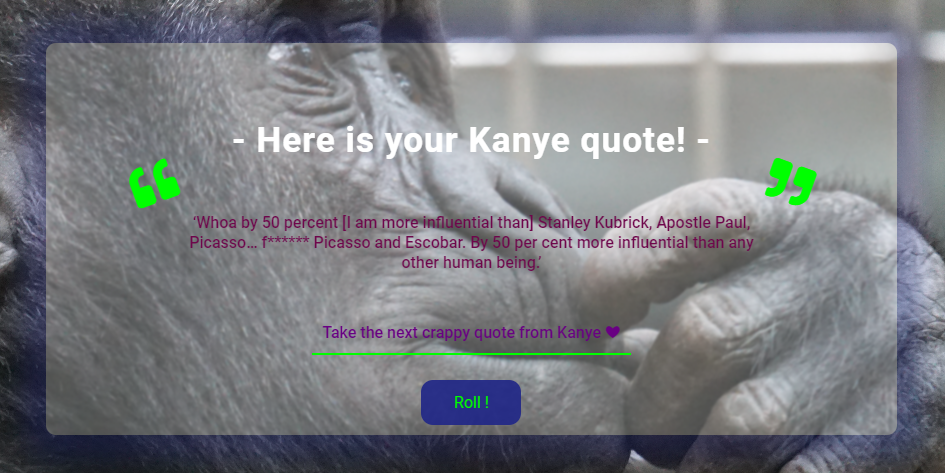 - Here is your Kanye quote! -
‘Whoa by 50 percent [I am more influential than] Stanley Kubrick, Apostle Paul,
Picasso… f****** Picasso and Escobar. By 50 per cent more influential than any
other human being.’
Take the next crappy quote from Kanye ♥
Roll !